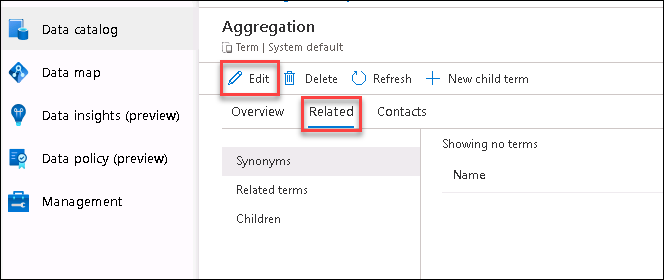 Data catalog
Data map
Data insights (preview)
Data policy (preview)
Management
Aggregation
Term | System default
Edit Delete Refresh New child term
Overview Related Contacts
Synonyms
Related terms
Children
Showing no terms
Name